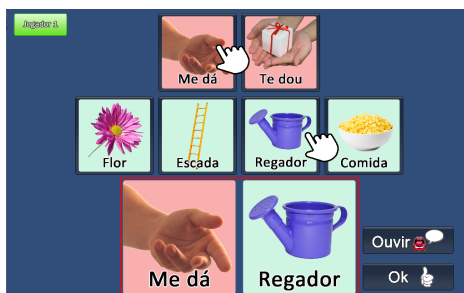 Jogador 1
Me dá
Te dou
Flor
Escada
Regador
Comida
Me dá
Regador
Ouvir
Ok